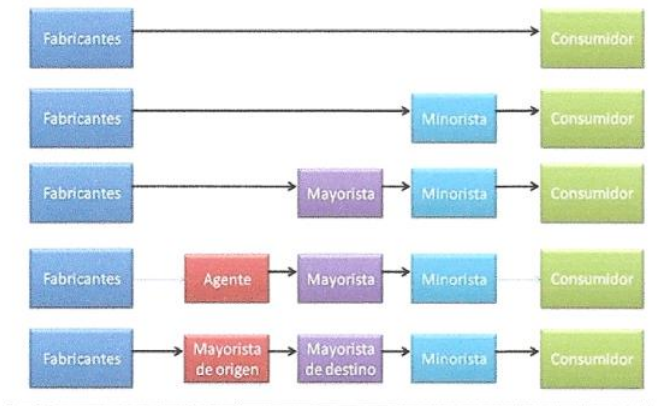 Fabricantes Consumidor
Fabricantes Minorista Consumidor
Fabricantes Mayorista Minorista Consumidor
Fabricantes Agente Mayorista Minorista Consumidor
Fabricantes Mayorista de origen Mayorista de destino Minorista Consumidor